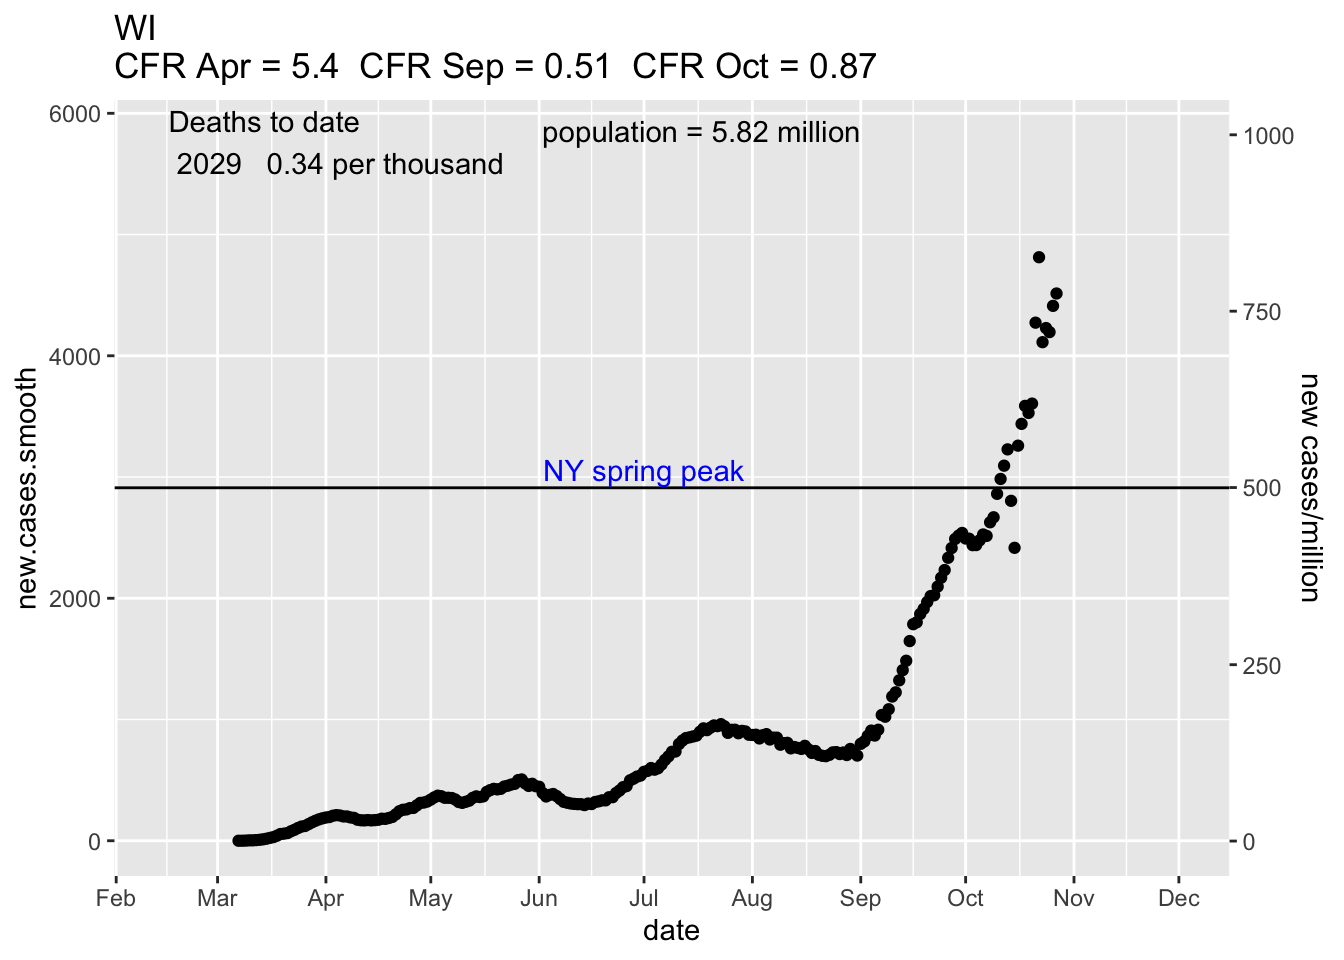 WI
CFR Apr = 5.4  CFR Sep = 0.51  CFR Oct = 0.87
Deaths to date
2029   0.34 per thousand
population = 5.82 million
NY spring peak
6000
4000
2000
0
new.cases.smooth
1000
750
500
250
0
new cases/million
Feb Mar Apr May Jun Jul Aug Sep Oct Nov Dec
date